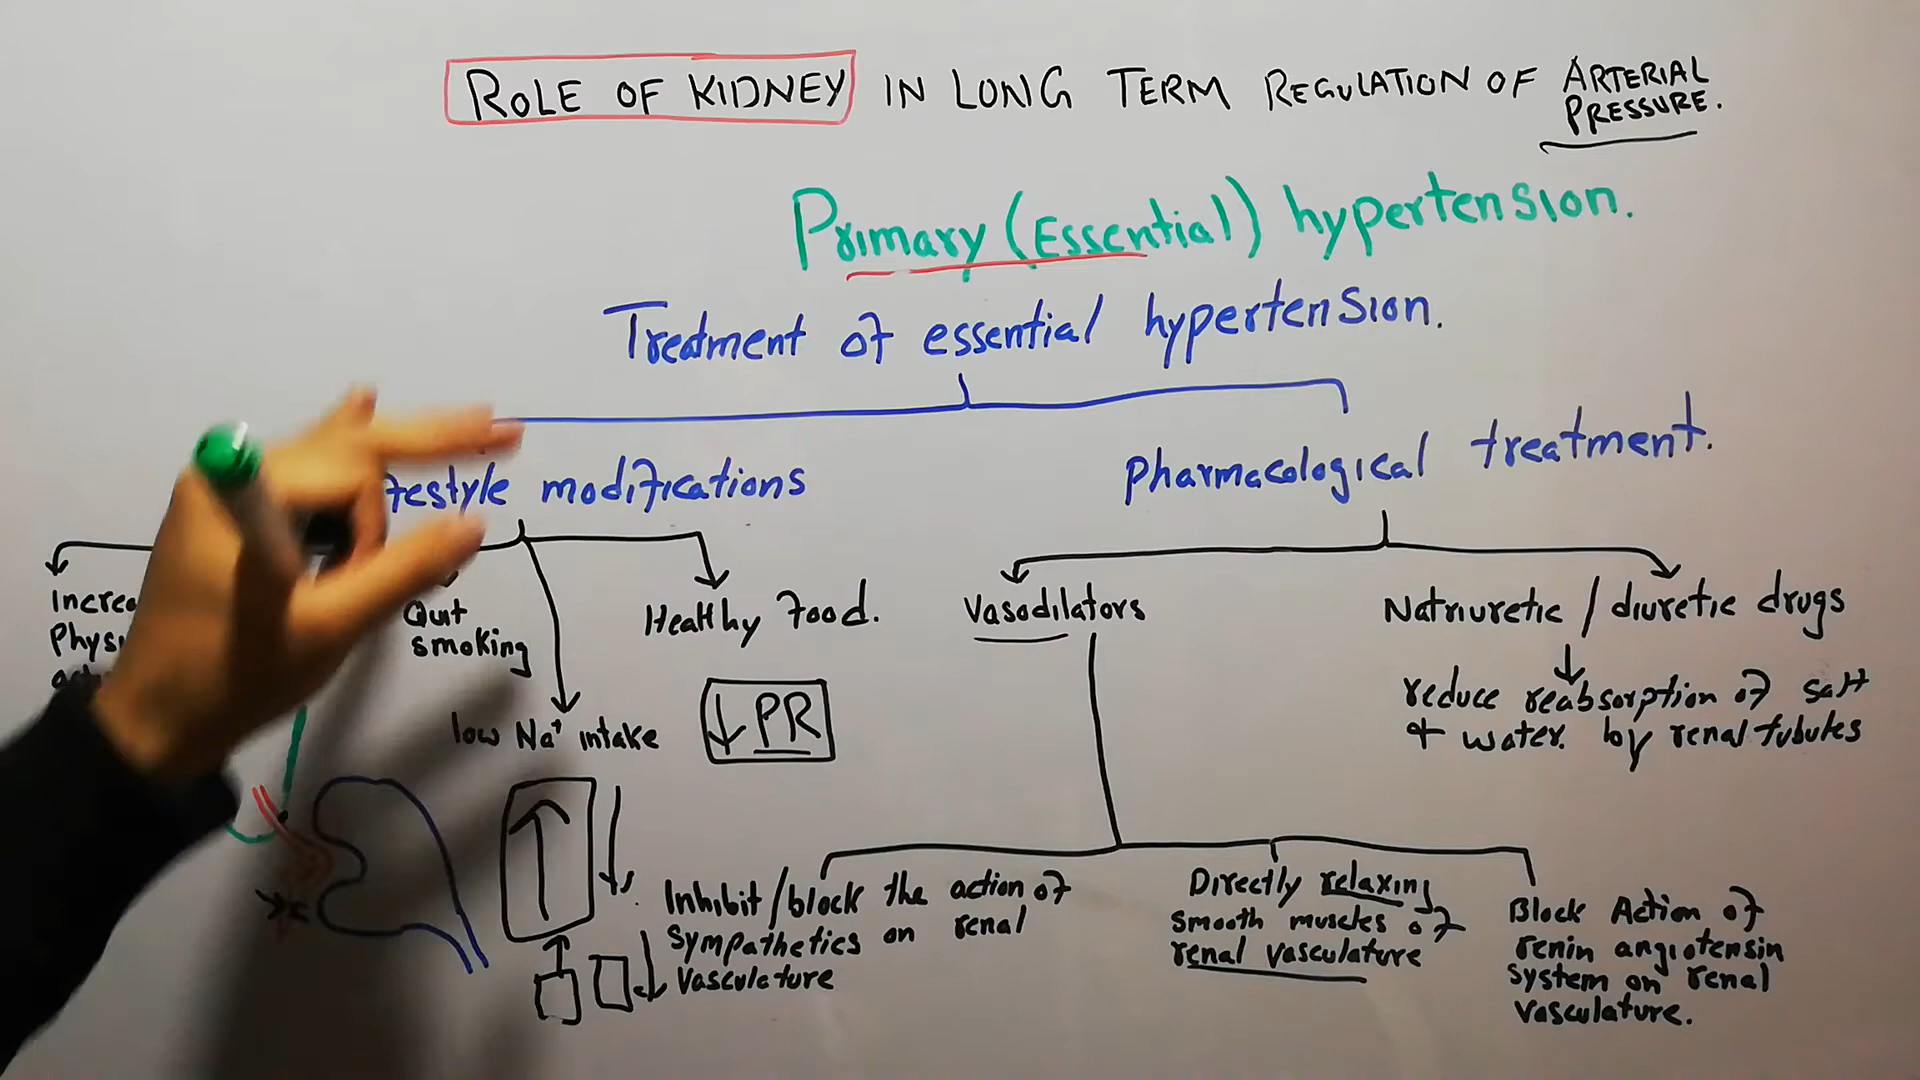 ROLE OF KIDNEY IN LONG TERM REGULATION OF ARTERIAL
PRESSURE.
Primary (Essential) hypertension.
Treatment of essential hypertension.
festyle modifications
Pharmacological treatment.
Increa
Physi
Quit
smoking
low Na+ intake
Healthy Food.
↓ PR
Vasodilators
Natriuretic / diuretic drugs
reduce reabsorption of salt
+ water. by renal tubules
Inhibit/block the action of
Sympathetics on renal
Vasculature
Directly relaxing
smooth muscles of
renal vasculature
Block Action of
renin angiotensin
system on renal
vasculature.